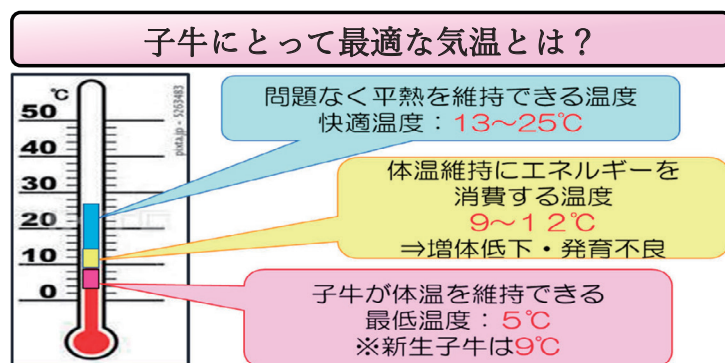 子牛にとって最適な気温とは？
℃
50
40
30
20
10
0
pixta.jp - 5263483
問題なく平熱を維持できる温度
快適温度：13～25℃
体温維持にエネルギーを
消費する温度
9～12℃
⇒増体低下・発育不良
子牛が体温を維持できる
最低温度：5℃
※新生子牛は9℃